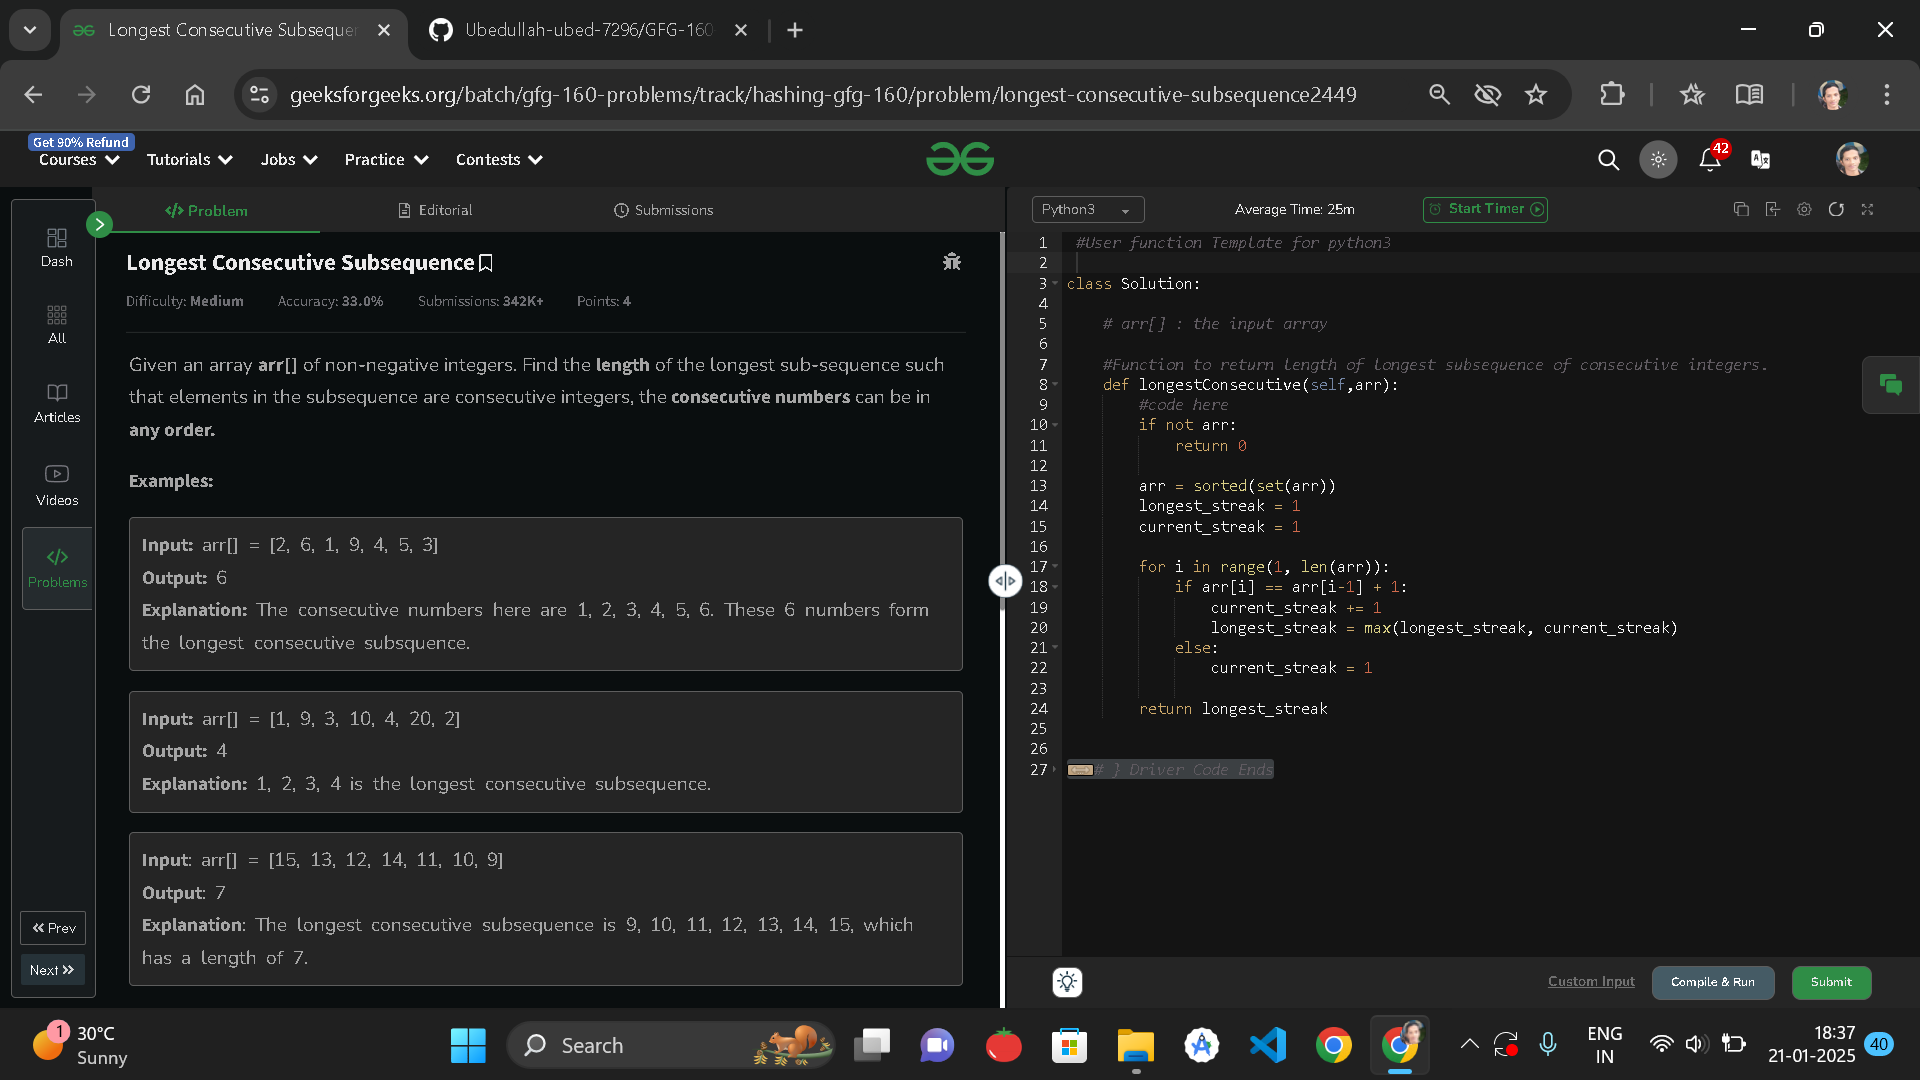 Longest Consecutive Subsequer
Ubedullah-ubed-7296/GFG-160
geeksforgeeks.org/batch/gfg-160-problems/track/hashing-gfg-160/problem/longest-consecutive-subsequence2449
Get 90% Refund
Courses
Tutorials
Jobs
Practice
Contests
42
Dash
All
Articles
Videos
Problems
Prev
Next
Problem
Editorial
Submissions
Longest Consecutive Subsequence
Difficulty: Medium Accuracy: 33.0% Submissions: 342K+ Points: 4
Given an array arr[] of non-negative integers. Find the length of the longest sub-sequence such
that elements in the subsequence are consecutive integers, the consecutive numbers can be in
any order.
Examples:
Input: arr[] = [2, 6, 1, 9, 4, 5, 3]
Output: 6
Explanation: The consecutive numbers here are 1, 2, 3, 4, 5, 6. These 6 numbers form
the longest consecutive subsquence.
Input: arr[] = [1, 9, 3, 10, 4, 20, 2]
Output: 4
Explanation: 1, 2, 3, 4 is the longest consecutive subsequence.
Input: arr[] = [15, 13, 12, 14, 11, 10, 9]
Output: 7
Explanation: The longest consecutive subsequence is 9, 10, 11, 12, 13, 14, 15, which
has a length of 7.
Python3
Average Time: 25m
Start Timer
1 #User function Template for python3
2
3 class Solution:
4
5 # arr[] : the input array
6
7 #Function to return length of longest subsequence of consecutive integers.
8 def longestConsecutive(self,arr):
9 #code here
10 if not arr:
11 return 0
12
13 arr = sorted(set(arr))
14 longest_streak = 1
15 current_streak = 1
16
17 for i in range(1, len(arr)):
18 if arr[i] == arr[i-1] + 1:
19 current_streak += 1
20 longest_streak = max(longest_streak, current_streak)
21 else:
22 current_streak = 1
23
24 return longest_streak
25
26
27 # } Driver Code Ends
Custom Input
Compile & Run
Submit
1
30°C
Sunny
Search
ENG
IN
18:37
21-01-2025
40